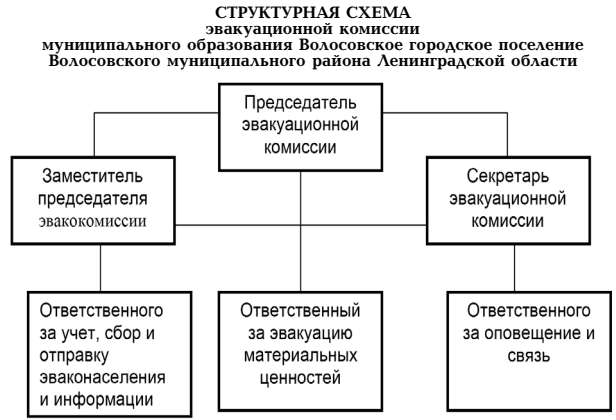 СТРУКТУРНАЯ СХЕМА
эвакуационной комиссии
муниципального образования Волосовское городское поселение
Волосовского муниципального района Ленинградской области
Председатель
эвакуационной
комиссии
Заместитель
председателя
эвакокомиссии
Секретарь
эвакуационной
комиссии
Ответственного
за учет, сбор и
отправку
эваконаселения
и информации
Ответственный
за эвакуацию
материальных
ценностей
Ответственного
за оповещение и
связь